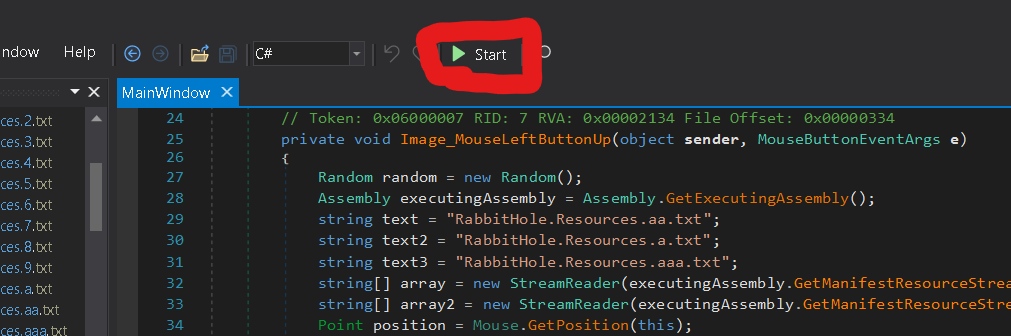 ndow Help C# Start
MainWindow
ces.2.txt
ces.3.txt
ces.4.txt
ces.5.txt
ces.6.txt
ces.7.txt
ces.8.txt
ces.9.txt
ces.a.txt
ces.aa.txt
ces.aaa.txt
24 // Token: 0x06000007 RID: 7 RVA: 0x00002134 File Offset: 0x00000334
25 private void Image_MouseLeftButtonUp(object sender, MouseButtonEventArgs e)
26 {
27 Random random = new Random();
28 Assembly executingAssembly = Assembly.GetExecutingAssembly();
29 string text = "RabbitHole.Resources.aa.txt";
30 string text2 = "RabbitHole.Resources.a.txt";
31 string text3 = "RabbitHole.Resources.aaa.txt";
32 string[] array = new StreamReader(executingAssembly.GetManifestResourceStrea
33 string[] array2 = new StreamReader(executingAssembly.GetManifestResourceStre
34 Point position = Mouse.GetPosition(this);